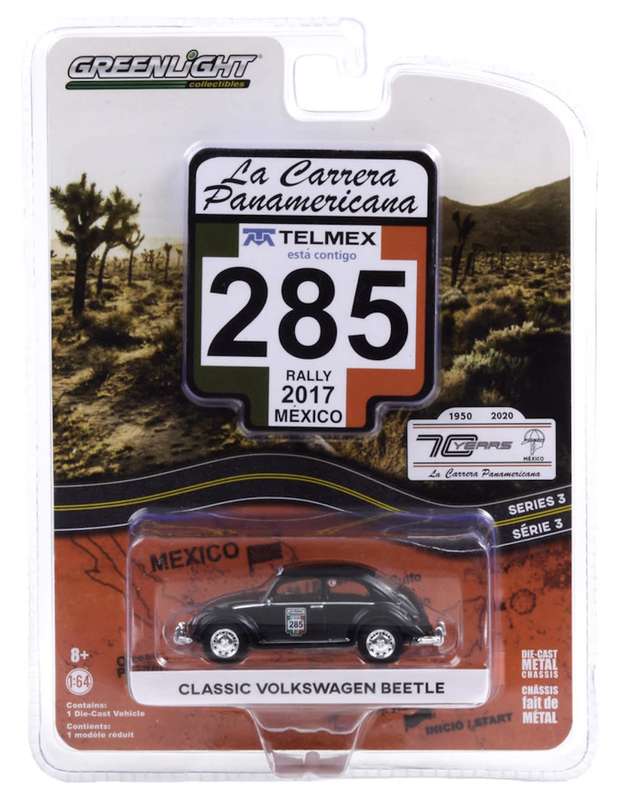 GREENLiGHT
collectibles
La Carrera
Panamericana
TELMEX
está contigo
285
RALLY
2017
MÉXICO
1950 2020
70 YEARS
MÉXICO
La Carrera Panamericana
SERIES 3
SÉRIE 3
MEXICO
285
8+
1:64
CLASSIC VOLKSWAGEN BEETLE
Contains:
1 Die-Cast Vehicle
Contient:
1 modèle réduit
DIE-CAST
METAL
CHASSIS
CHÂSSIS
fait de
MÉTAL
INICIO / START